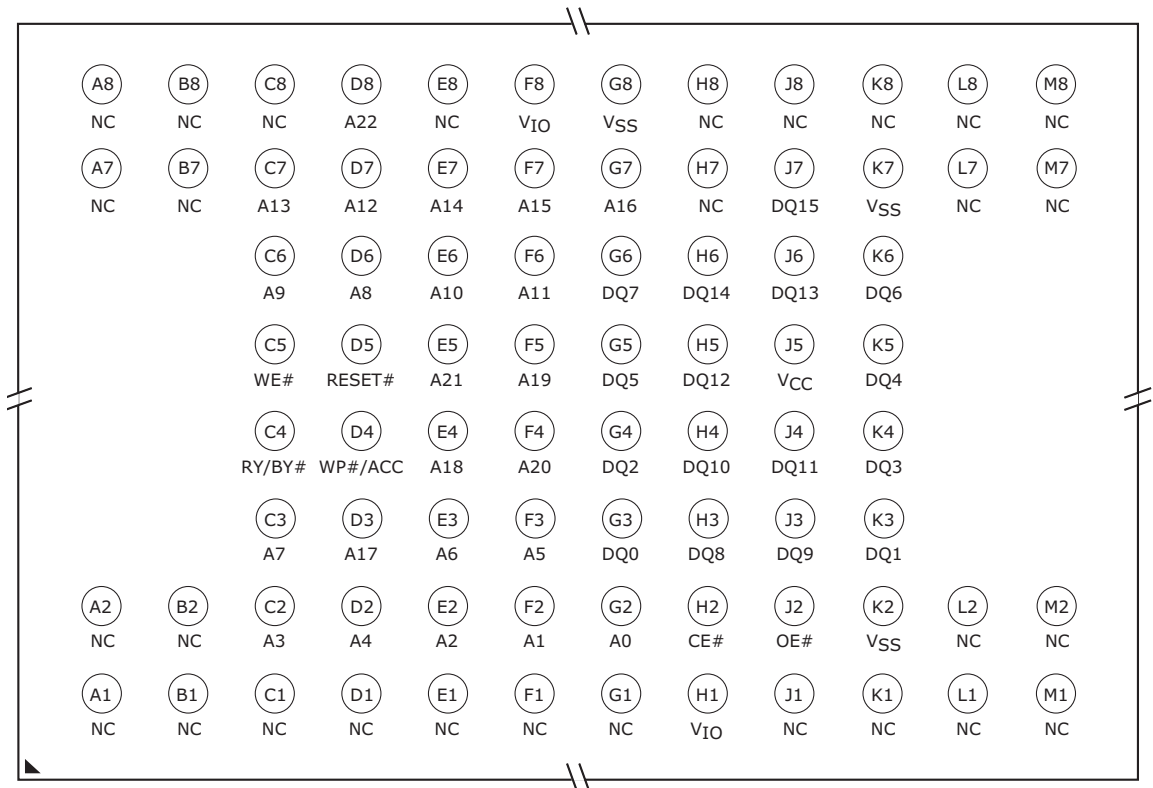 A8 B8 C8 D8 E8 F8 G8 H8 J8 K8 L8 M8
NC NC NC A22 NC VIO VSS NC NC NC NC NC
A7 B7 C7 D7 E7 F7 G7 H7 J7 K7 L7 M7
NC NC A13 A12 A14 A15 A16 NC DQ15 VSS NC NC
C6 D6 E6 F6 G6 H6 J6 K6
A9 A8 A10 A11 DQ7 DQ14 DQ13 DQ6
C5 D5 E5 F5 G5 H5 J5 K5
WE# RESET# A21 A19 DQ5 DQ12 VCC DQ4
C4 D4 E4 F4 G4 H4 J4 K4
RY/BY# WP#/ACC A18 A20 DQ2 DQ10 DQ11 DQ3
C3 D3 E3 F3 G3 H3 J3 K3
A7 A17 A6 A5 DQ0 DQ8 DQ9 DQ1
A2 B2 C2 D2 E2 F2 G2 H2 J2 K2 L2 M2
NC NC A3 A4 A2 A1 A0 CE# OE# VSS NC NC
A1 B1 C1 D1 E1 F1 G1 H1 J1 K1 L1 M1
NC NC NC NC NC NC NC VIO NC NC NC NC